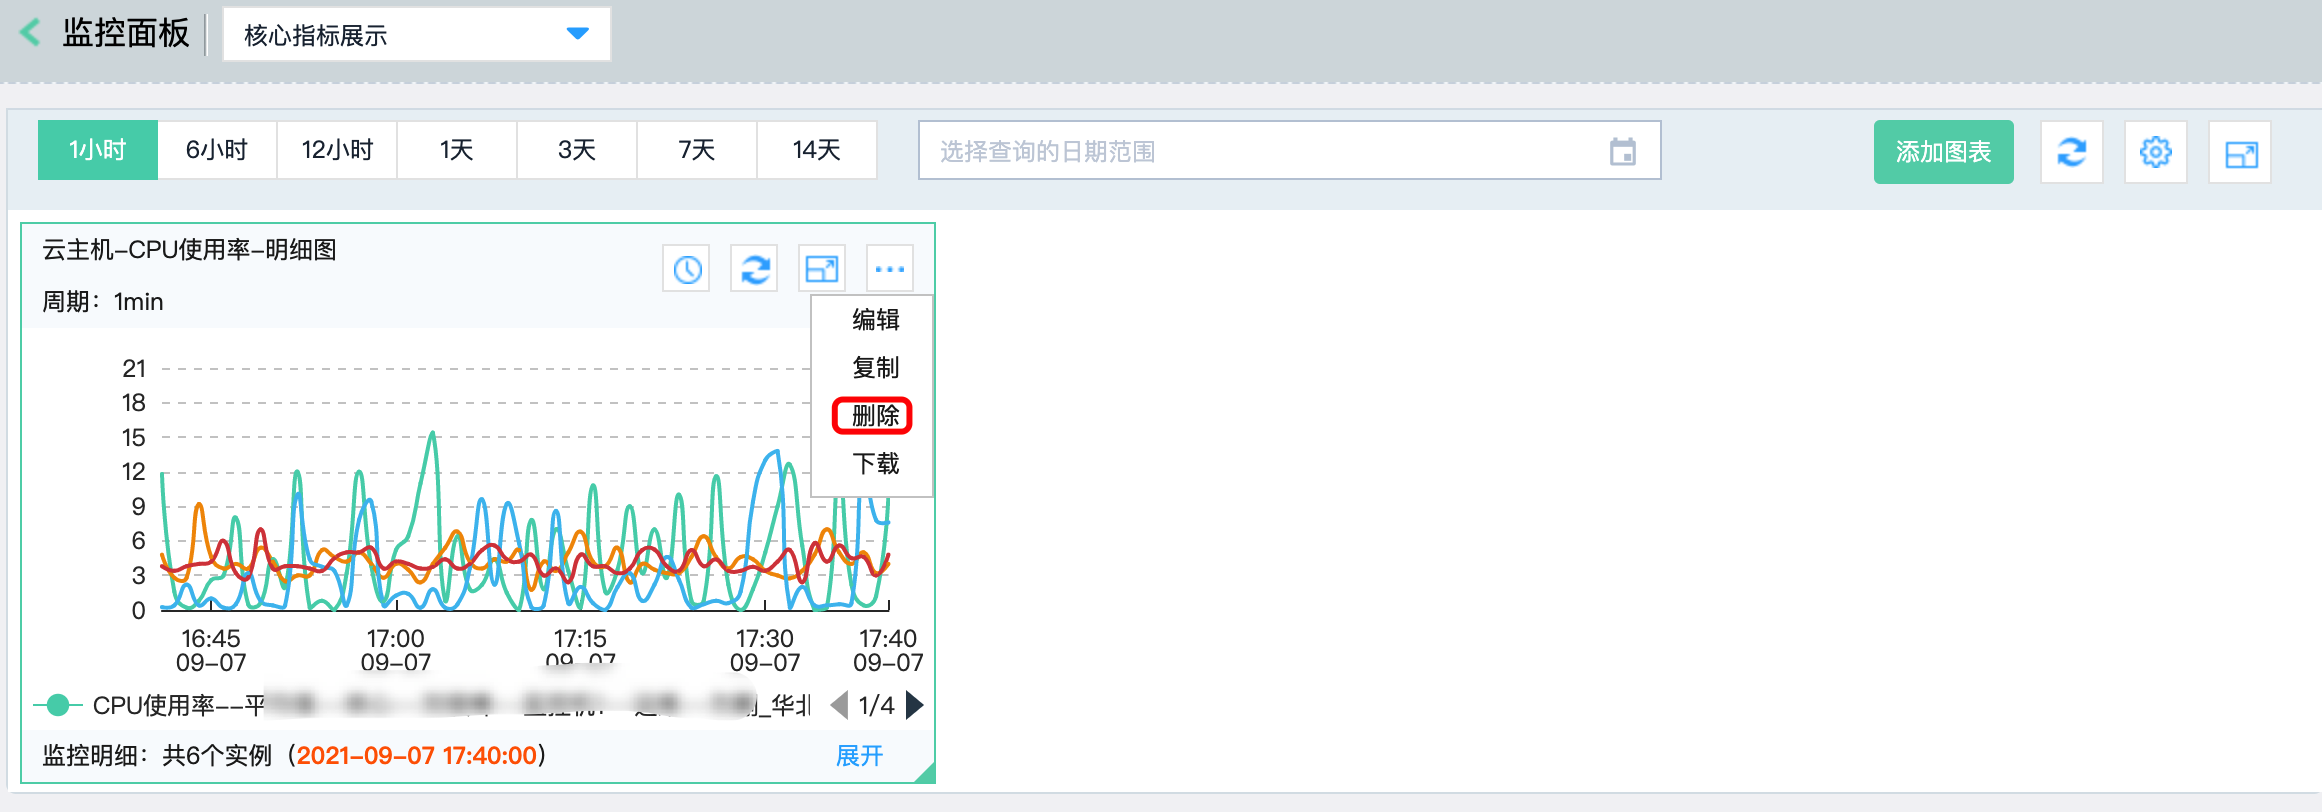 监控面板
核心指标展示
1小时 6小时 12小时 1天 3天 7天 14天
选择查询的日期范围
添加图表
云主机-CPU使用率-明细图
周期：1min
编辑
复制
删除
下载
21
18
15
12
9
6
3
0
16:45 17:00 17:15 17:30 17:40
09-07 09-07 09-07 09-07 09-07
CPU使用率--平 _华北 1/4
监控明细：共6个实例（2021-09-07 17:40:00） 展开